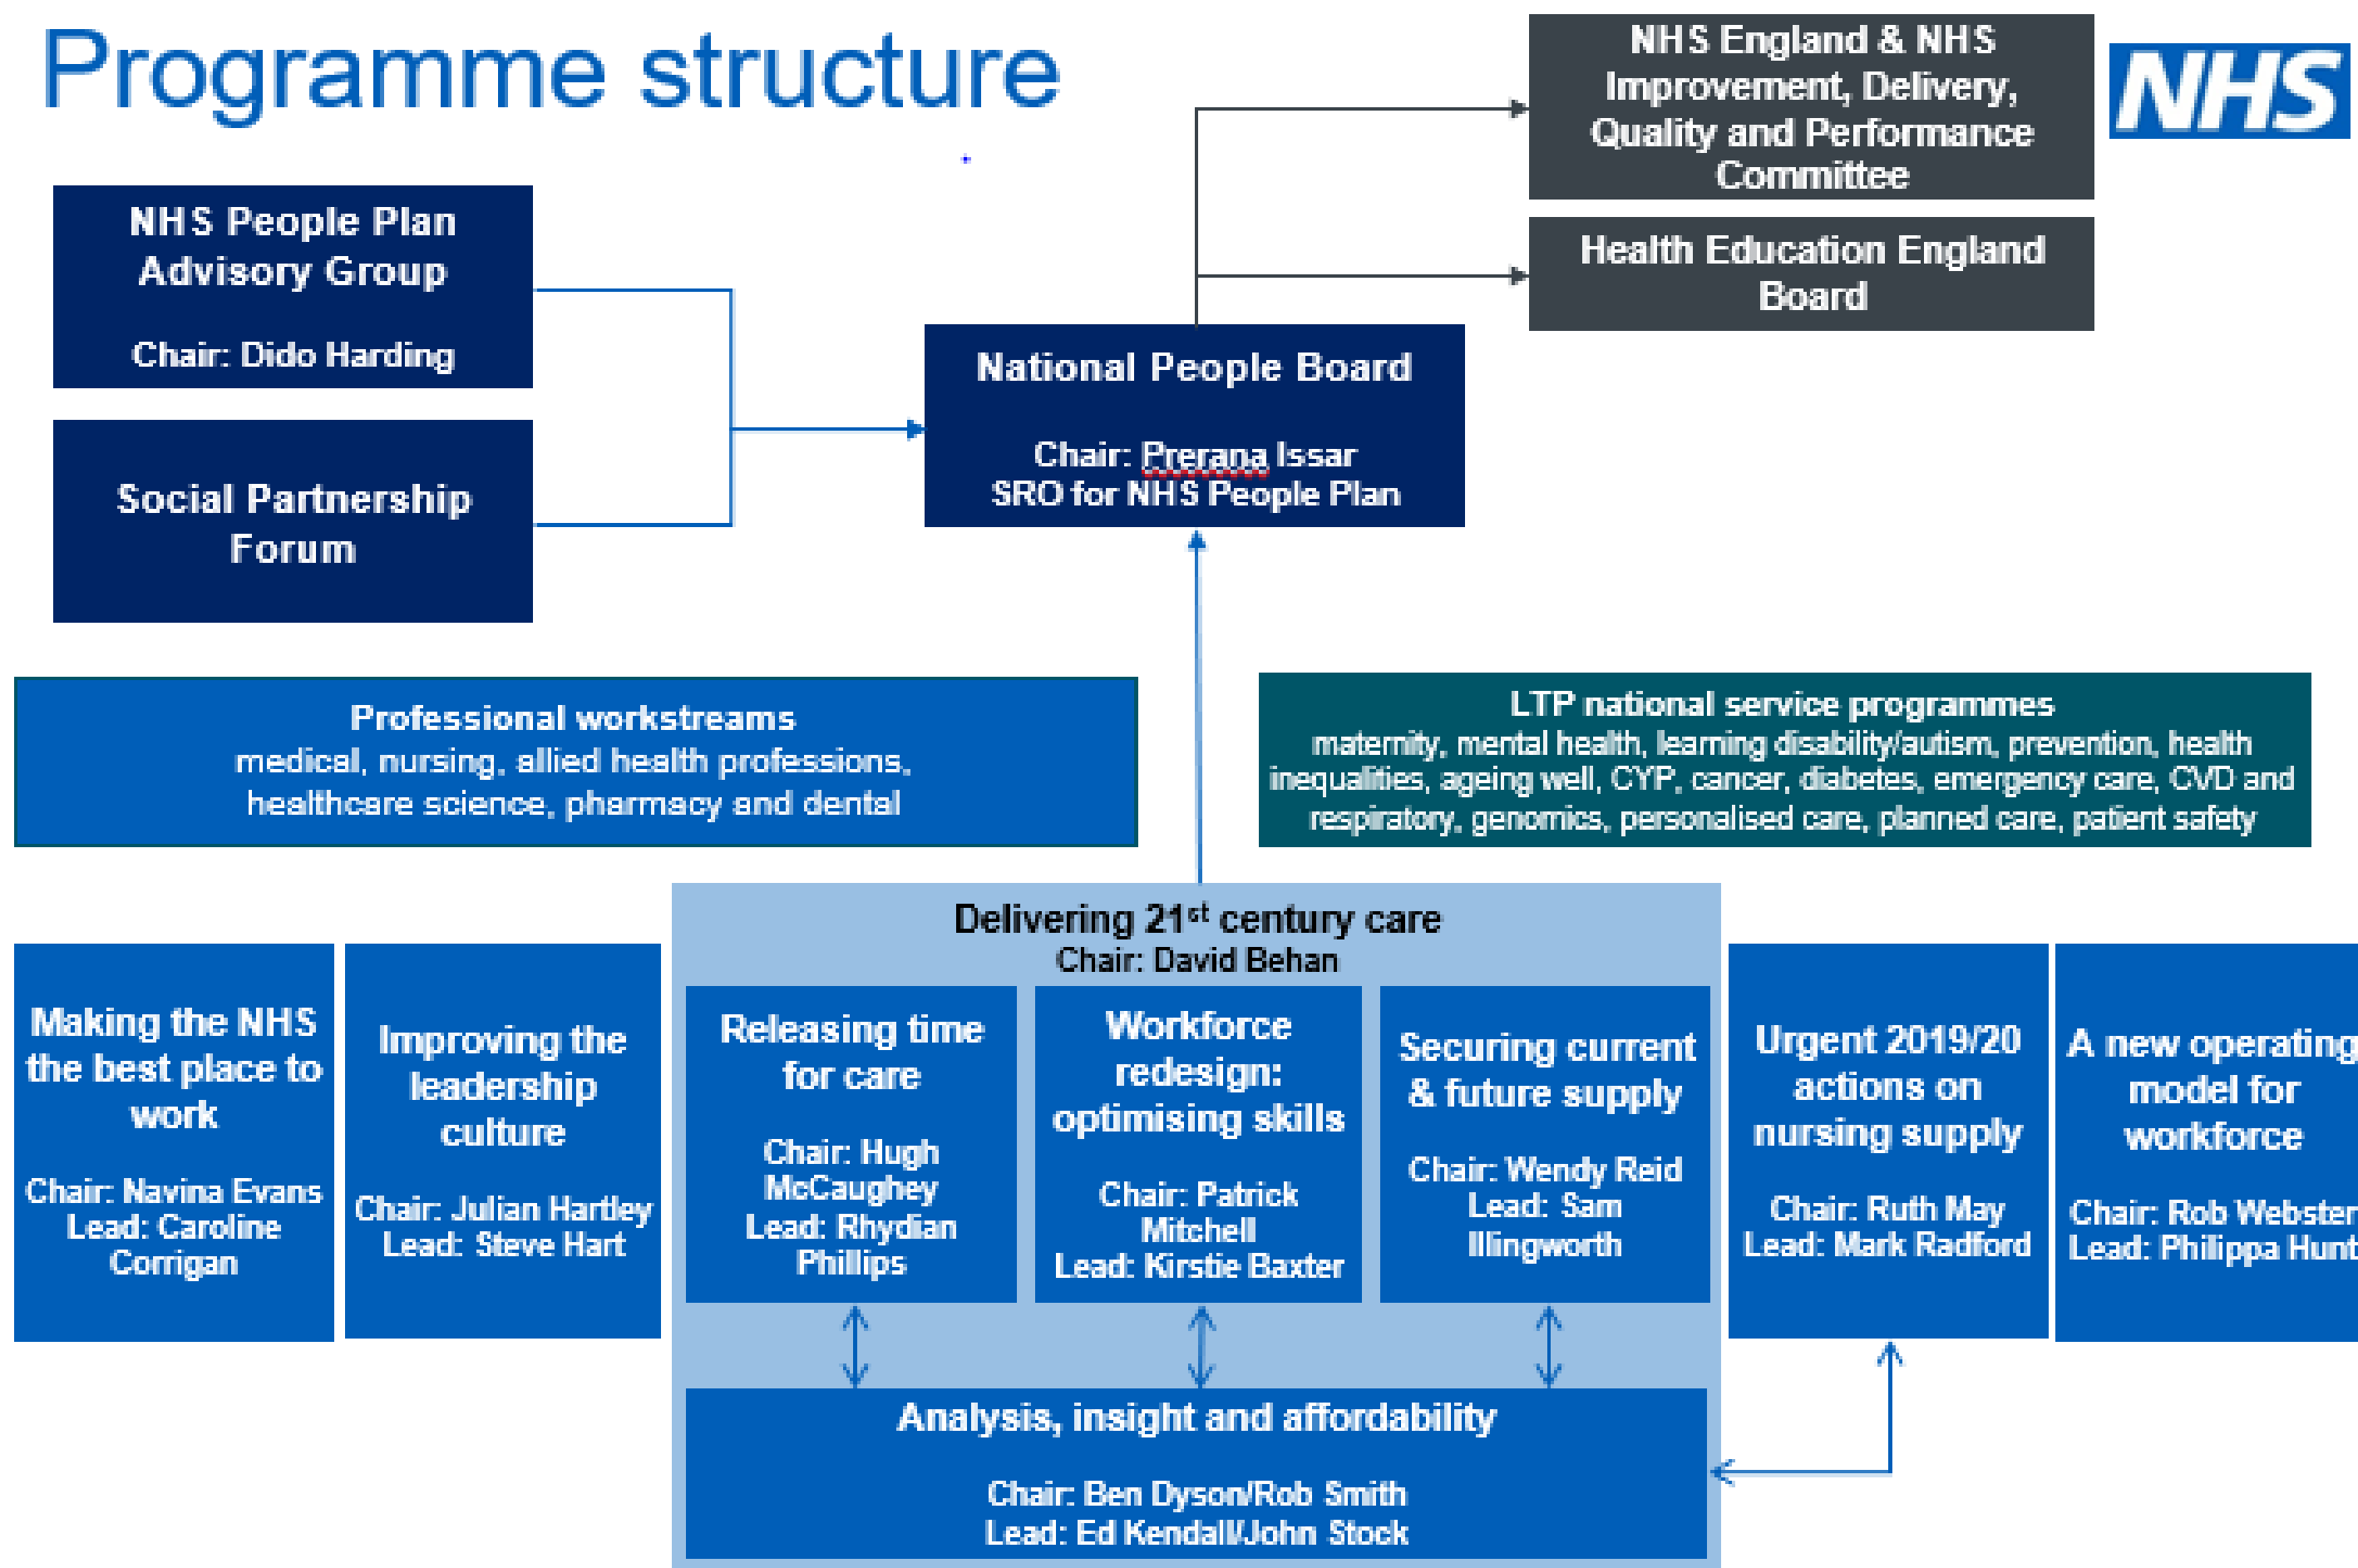 Programme structure
NHS England & NHS
Improvement, Delivery,
Quality and Performance
Committee
NHS
Health Education England
Board
NHS People Plan
Advisory Group
Chair: Dido Harding
Social Partnership
Forum
National People Board
Chair: Prerana Issar
SRO for NHS People Plan
Professional workstreams
medical, nursing, allied health professions,
healthcare science, pharmacy and dental
LTP national service programmes
maternity, mental health, learning disability/autism, prevention, health
inequalities, ageing well, CYP, cancer, diabetes, emergency care, CVD and
respiratory, genomics, personalised care, planned care, patient safety
Delivering 21st century care
Chair: David Behan
Making the NHS
the best place to
work
Chair: Navina Evans
Lead: Caroline
Corrigan
Improving the
leadership
culture
Chair: Julian Hartley
Lead: Steve Hart
Releasing time
for care
Chair: Hugh
McCaughey
Lead: Rhydian
Phillips
Workforce
redesign:
optimising skills
Chair: Patrick
Mitchell
Lead: Kirstie Baxter
Securing current
& future supply
Chair: Wendy Reid
Lead: Sam
Illingworth
Urgent 2019/20
actions on
nursing supply
Chair: Ruth May
Lead: Mark Radford
A new operating
model for
workforce
Chair: Rob Webster
Lead: Philippa Hunt
Analysis, insight and affordability
Chair: Ben Dyson/Rob Smith
Lead: Ed Kendall/John Stock